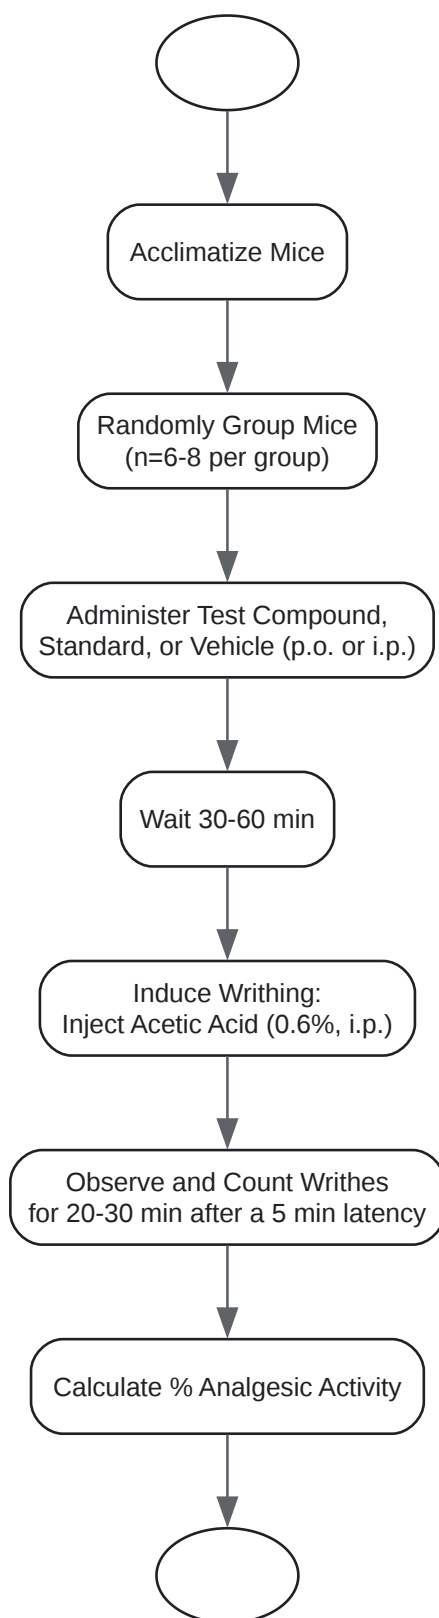 Acclimatize Mice
Randomly Group Mice
(n=6-8 per group)
Administer Test Compound,
Standard, or Vehicle (p.o. or i.p.)
Wait 30-60 min
Induce Writhing:
Inject Acetic Acid (0.6%, i.p.)
Observe and Count Writhes
for 20-30 min after a 5 min latency
Calculate % Analgesic Activity